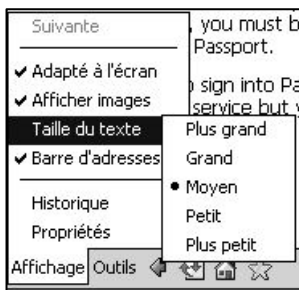 Suivante
, you must b
Passport.
✔ Adapté à l'écran
sign into Pa
✔ Afficher images
service but
Taille du texte
Plus grand
✔ Barre d'adresses
Grand
• Moyen
Historique
Petit
Propriétés
Plus petit
Affichage Outils